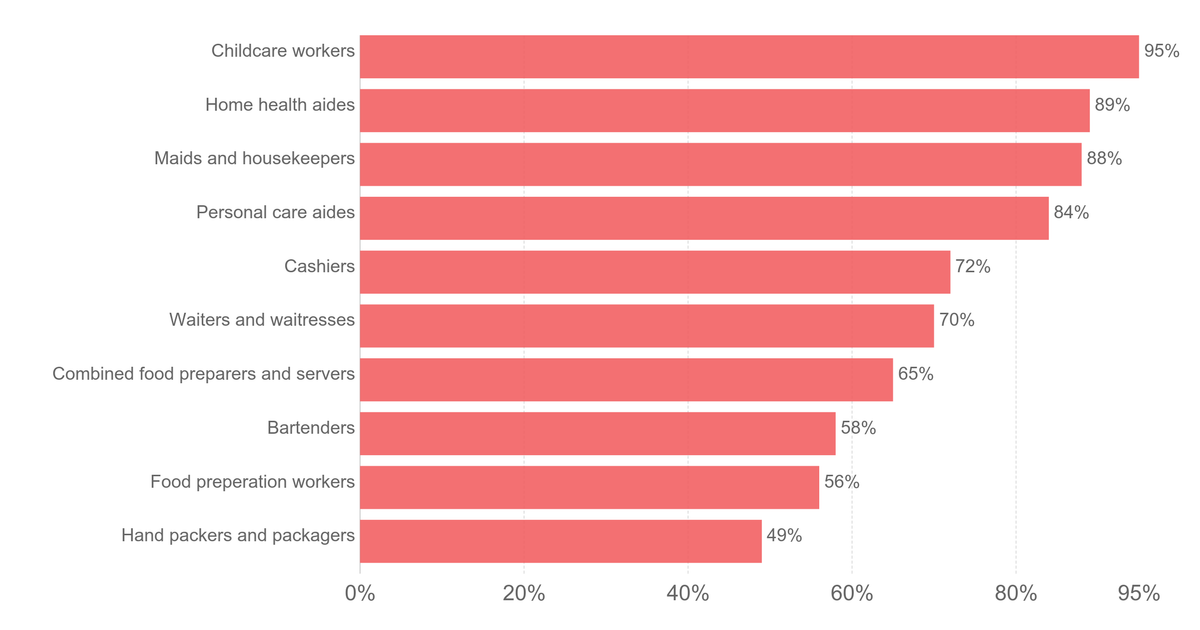 Childcare workers 95%
Home health aides 89%
Maids and housekeepers 88%
Personal care aides 84%
Cashiers 72%
Waiters and waitresses 70%
Combined food preparers and servers 65%
Bartenders 58%
Food preperation workers 56%
Hand packers and packagers 49%
0% 20% 40% 60% 80% 95%